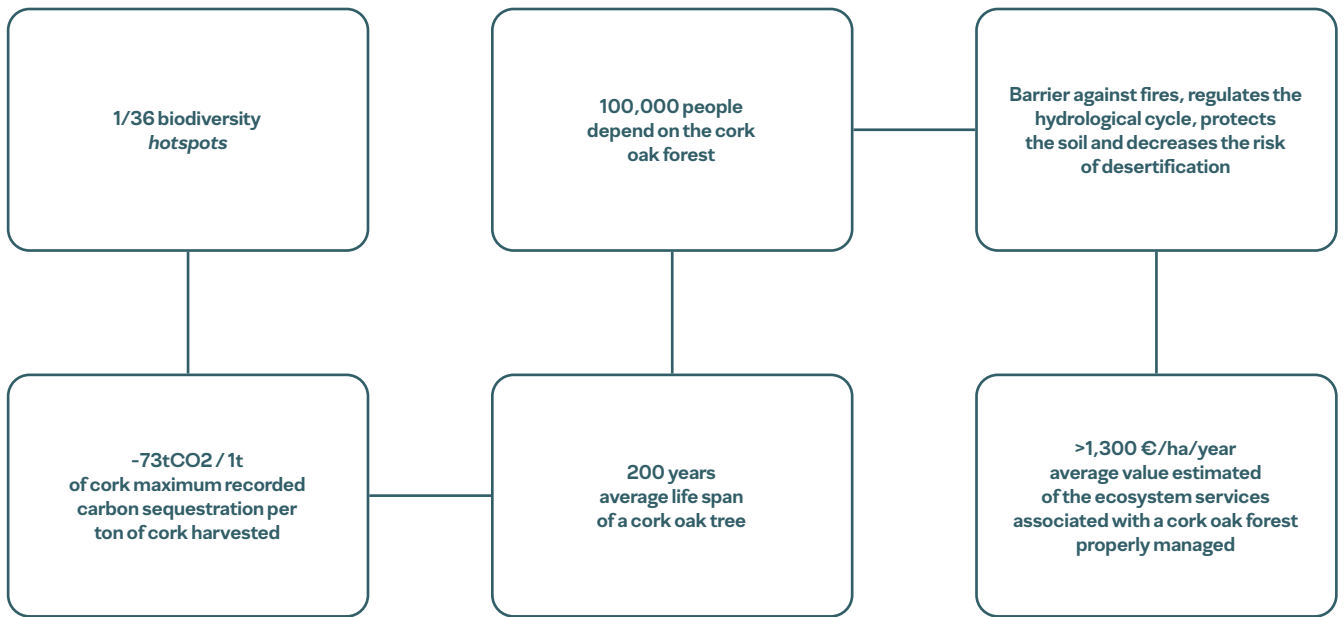 1/36 biodiversity
hotspots
100,000 people
depend on the cork
oak forest
Barrier against fires, regulates the
hydrological cycle, protects
the soil and decreases the risk
of desertification
-73tCO2 / 1t
of cork maximum recorded
carbon sequestration per
ton of cork harvested
200 years
average life span
of a cork oak tree
>1,300 €/ha/year
average value estimated
of the ecosystem services
associated with a cork oak forest
properly managed